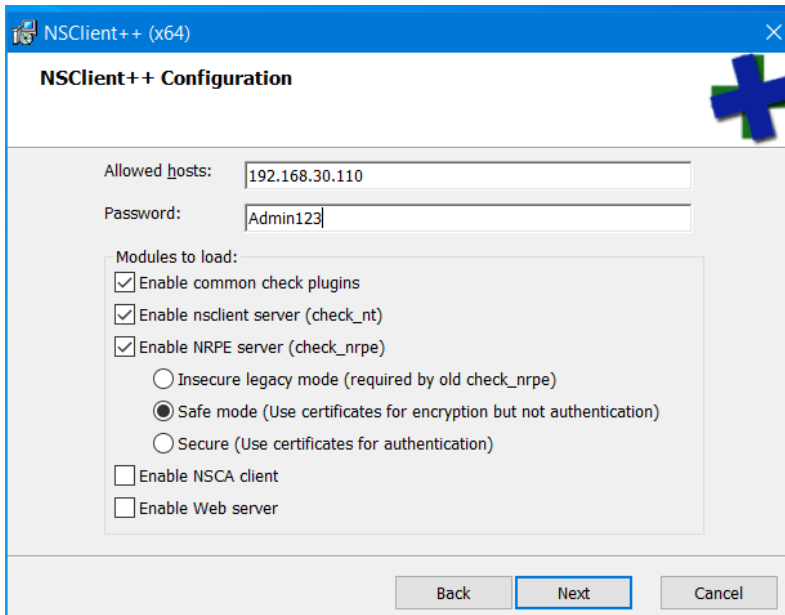 NSClient++ (x64)
NSClient++ Configuration
Allowed hosts: 192.168.30.110
Password: Admin123
Modules to load:
Enable common check plugins
Enable nsclient server (check_nt)
Enable NRPE server (check_nrpe)
Insecure legacy mode (required by old check_nrpe)
Safe mode (Use certificates for encryption but not authentication)
Secure (Use certificates for authentication)
Enable NSCA client
Enable Web server
Back Next Cancel